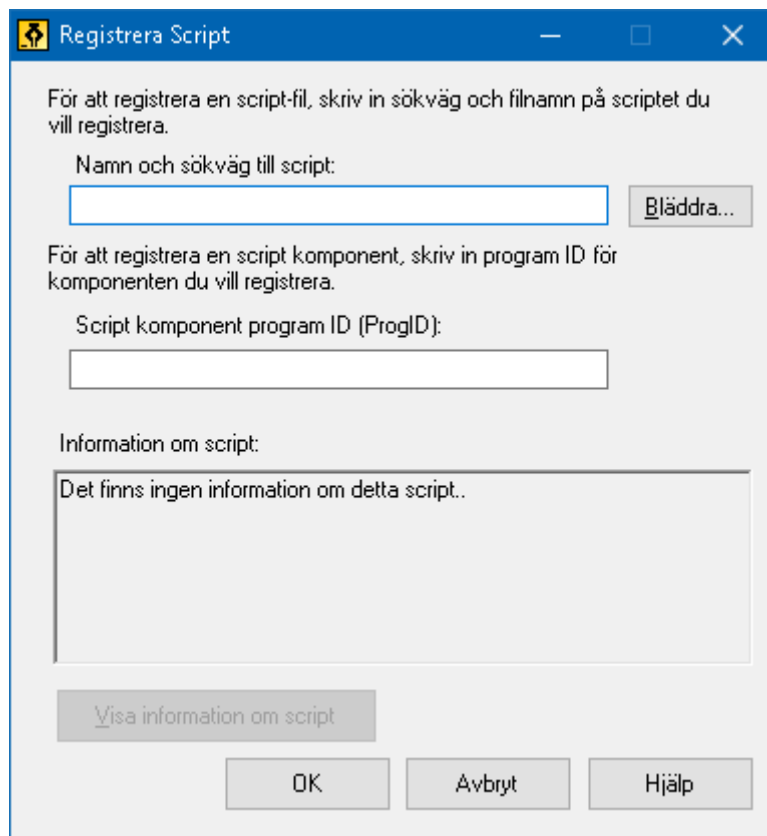 Registrera Script
För att registrera en script-fil, skriv in sökväg och filnamn på scriptet du
vill registrera.
Namn och sökväg till script:
Bläddra...
För att registrera en script komponent, skriv in program ID för
komponenten du vill registrera.
Script komponent program ID (ProgID):
Information om script:
Det finns ingen information om detta script..
Visa information om script
OK Avbryt Hjälp